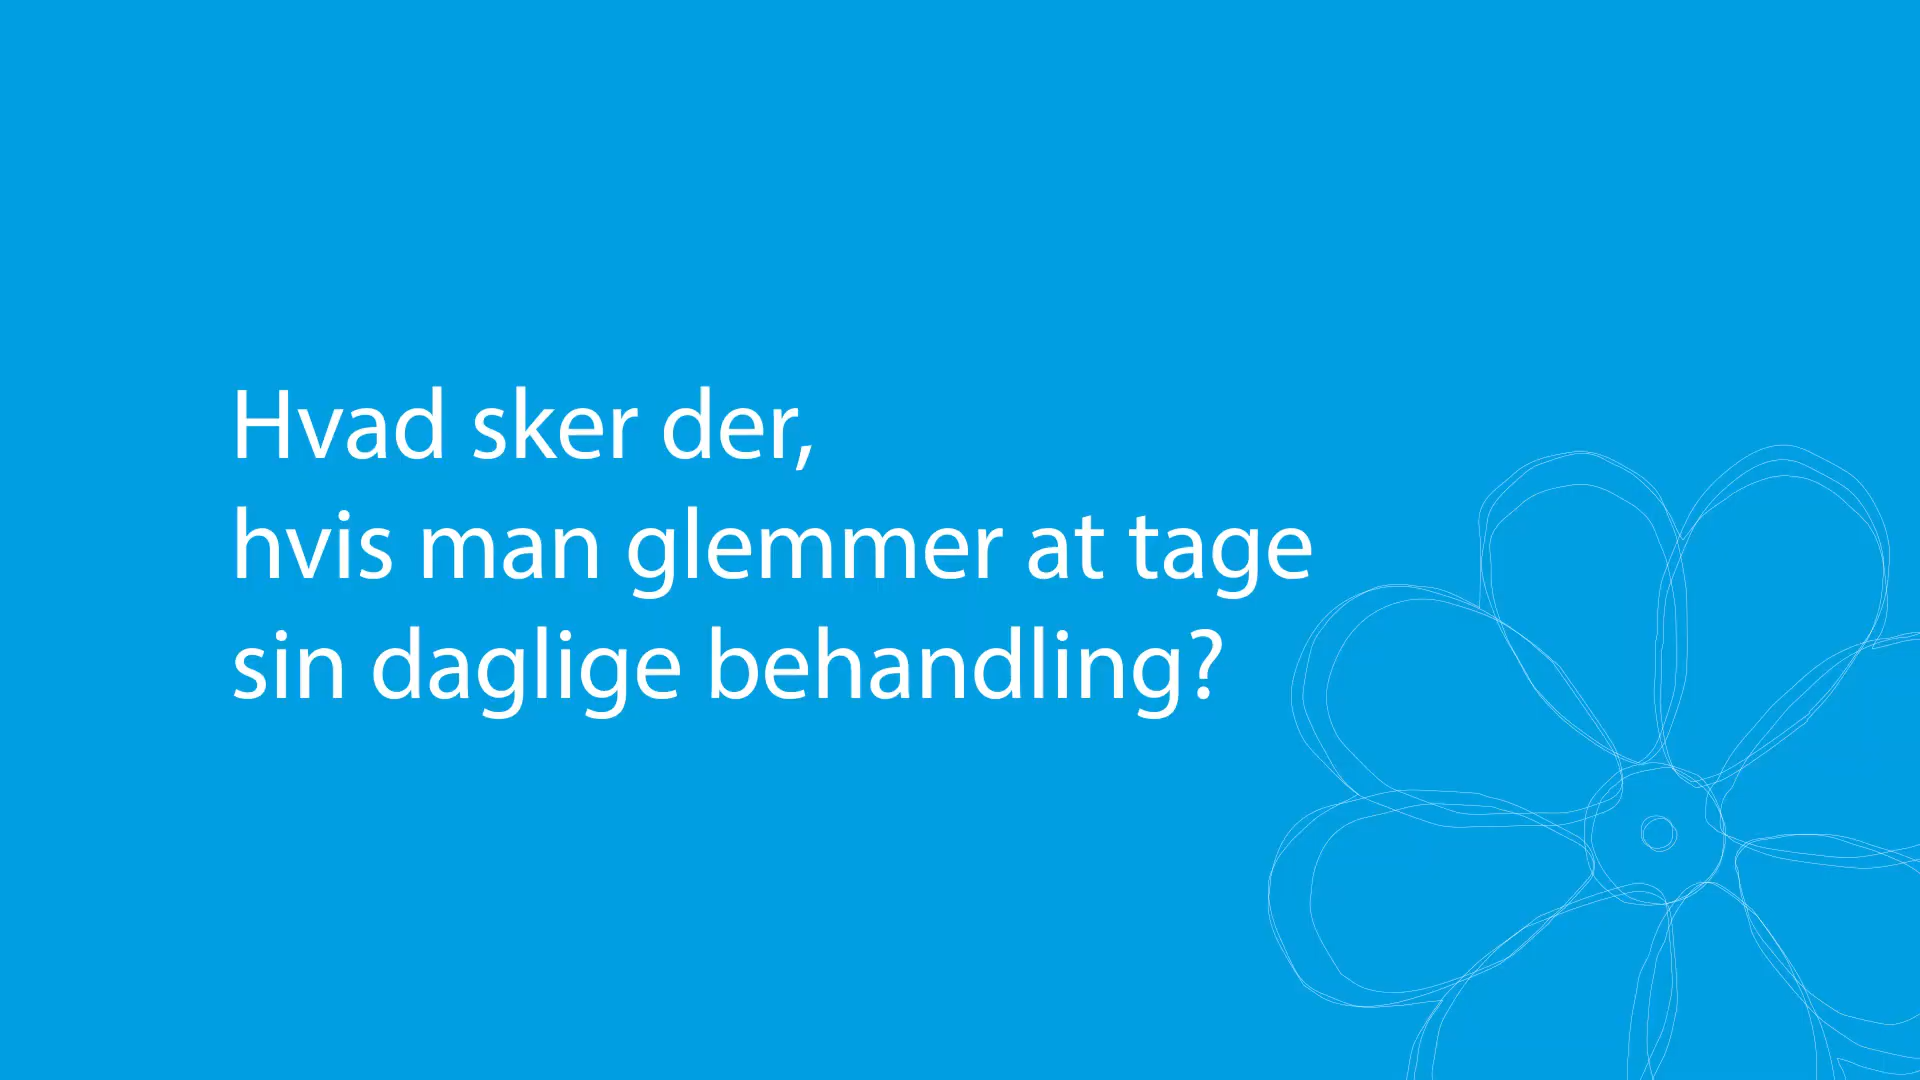 Hvad sker der,
hvis man glemmer at tage
sin daglige behandling?